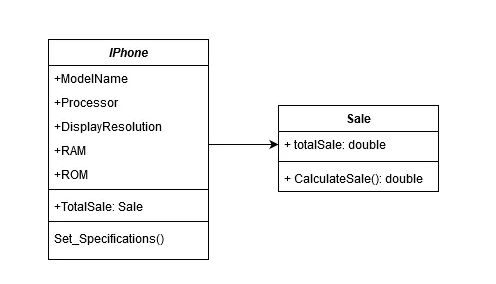 IPhone
+ModelName
+Processor
+DisplayResolution
+RAM
+ROM
+TotalSale: Sale
Set_Specifications()
Sale
+ totalSale: double
+ CalculateSale(): double